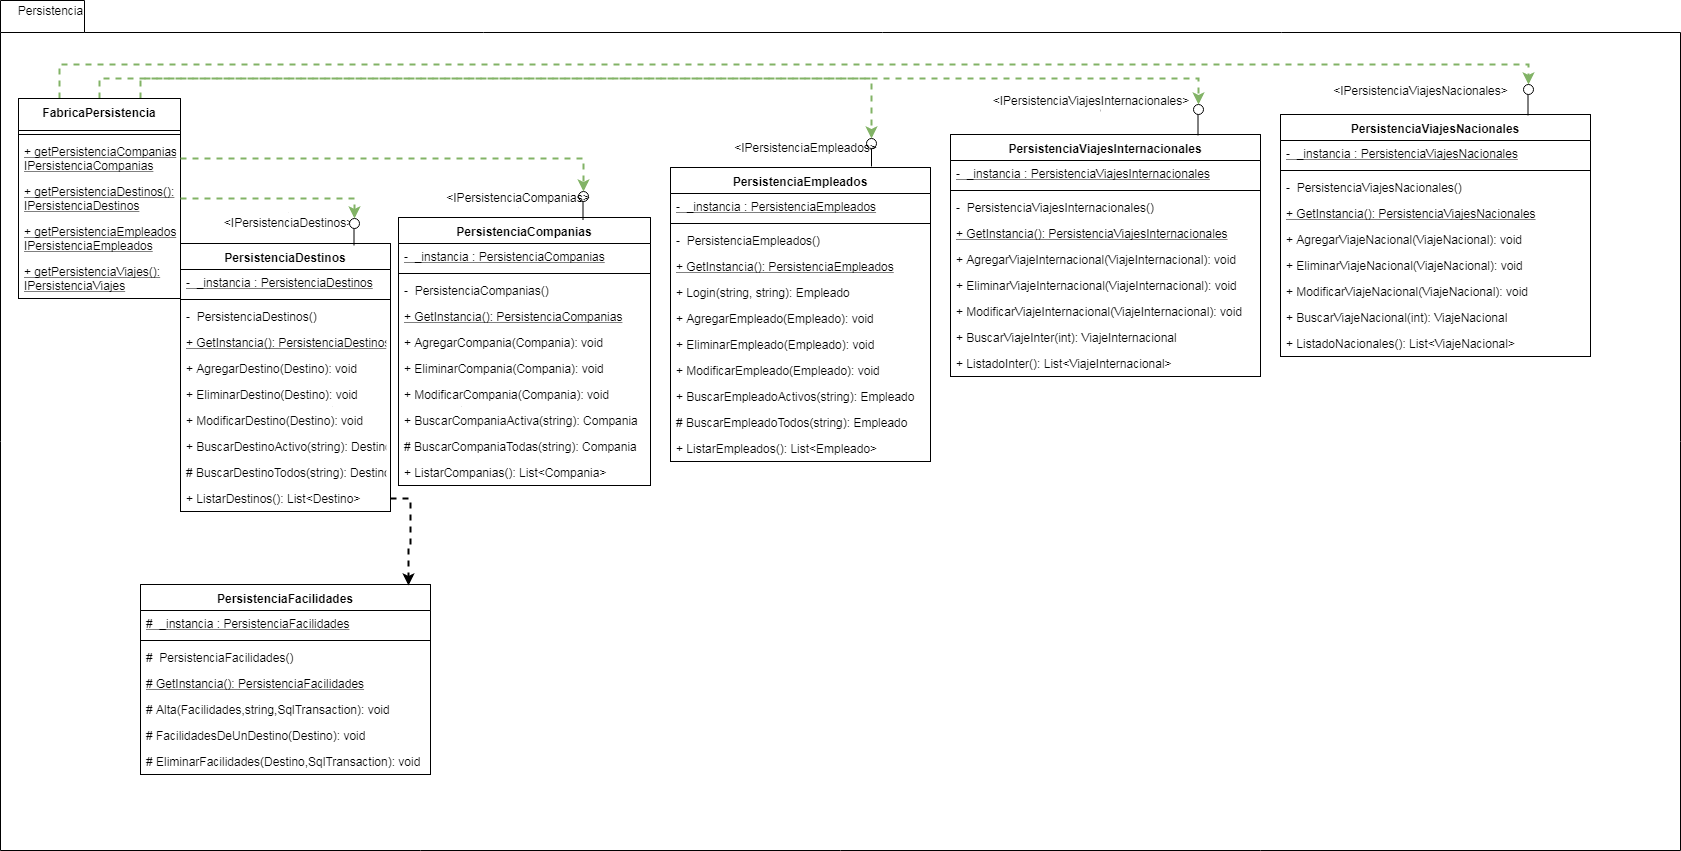 Persistencia
FabricaPersistencia
+ getPersistenciaCompanias
IPersistenciaCompanias
+ getPersistenciaDestinos():
IPersistenciaDestinos
+ getPersistenciaEmpleados
IPersistenciaEmpleados
+ getPersistenciaViajes():
IPersistenciaViajes
<IPersistenciaDestinos>
PersistenciaDestinos
- _instancia : PersistenciaDestinos
- PersistenciaDestinos()
+ GetInstancia(): PersistenciaDestinos
+ AgregarDestino(Destino): void
+ EliminarDestino(Destino): void
+ ModificarDestino(Destino): void
+ BuscarDestinoActivo(string): Destino
# BuscarDestinoTodos(string): Destino
+ ListarDestinos(): List<Destino>
<IPersistenciaCompanias>
PersistenciaCompanias
- _instancia : PersistenciaCompanias
- PersistenciaCompanias()
+ GetInstancia(): PersistenciaCompanias
+ AgregarCompania(Compania): void
+ EliminarCompania(Compania): void
+ ModificarCompania(Compania): void
+ BuscarCompaniaActiva(string): Compania
# BuscarCompaniaTodas(string): Compania
+ ListarCompanias(): List<Compania>
<IPersistenciaEmpleados>
PersistenciaEmpleados
- _instancia : PersistenciaEmpleados
- PersistenciaEmpleados()
+ GetInstancia(): PersistenciaEmpleados
+ Login(string, string): Empleado
+ AgregarEmpleado(Empleado): void
+ EliminarEmpleado(Empleado): void
+ ModificarEmpleado(Empleado): void
+ BuscarEmpleadoActivos(string): Empleado
# BuscarEmpleadoTodos(string): Empleado
+ ListarEmpleados(): List<Empleado>
<IPersistenciaViajesInternacionales>
PersistenciaViajesInternacionales
- _instancia : PersistenciaViajesInternacionales
- PersistenciaViajesInternacionales()
+ GetInstancia(): PersistenciaViajesInternacionales
+ AgregarViajeInternacional(ViajeInternacional): void
+ EliminarViajeInternacional(ViajeInternacional): void
+ ModificarViajeInternacional(ViajeInternacional): void
+ BuscarViajeInter(int): ViajeInternacional
+ ListadoInter(): List<ViajeInternacional>
<IPersistenciaViajesNacionales>
PersistenciaViajesNacionales
- _instancia : PersistenciaViajesNacionales
- PersistenciaViajesNacionales()
+ GetInstancia(): PersistenciaViajesNacionales
+ AgregarViajeNacional(ViajeNacional): void
+ EliminarViajeNacional(ViajeNacional): void
+ ModificarViajeNacional(ViajeNacional): void
+ BuscarViajeNacional(int): ViajeNacional
+ ListadoNacionales(): List<ViajeNacional>
PersistenciaFacilidades
# _instancia : PersistenciaFacilidades
# PersistenciaFacilidades()
# GetInstancia(): PersistenciaFacilidades
# Alta(Facilidades,string,SqlTransaction): void
# FacilidadesDeUnDestino(Destino): void
# EliminarFacilidades(Destino,SqlTransaction): void